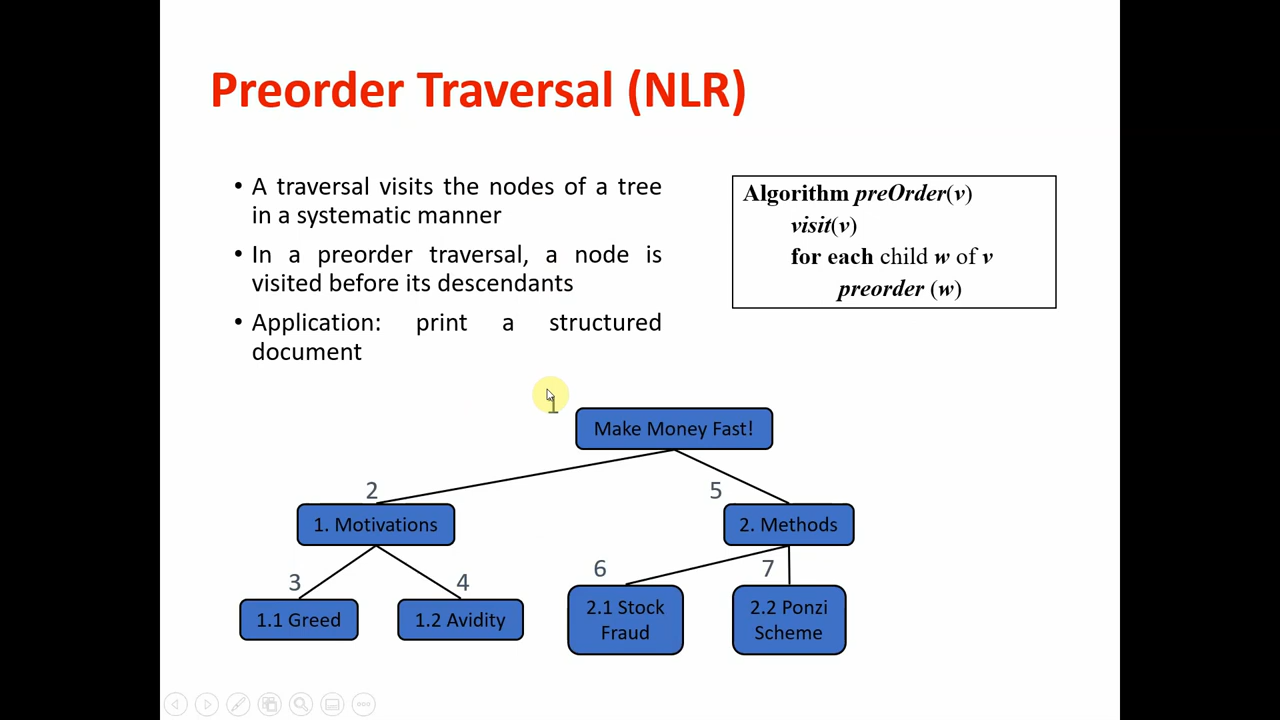 Preorder Traversal (NLR)
• A traversal visits the nodes of a tree
in a systematic manner
• In a preorder traversal, a node is
visited before its descendants
• Application: print a structured
document
Algorithm preOrder(v)
visit(v)
for each child w of v
preorder (w)
1
Make Money Fast!
2
5
1. Motivations
2. Methods
3
4
6
7
1.1 Greed
1.2 Avidity
2.1 Stock
Fraud
2.2 Ponzi
Scheme